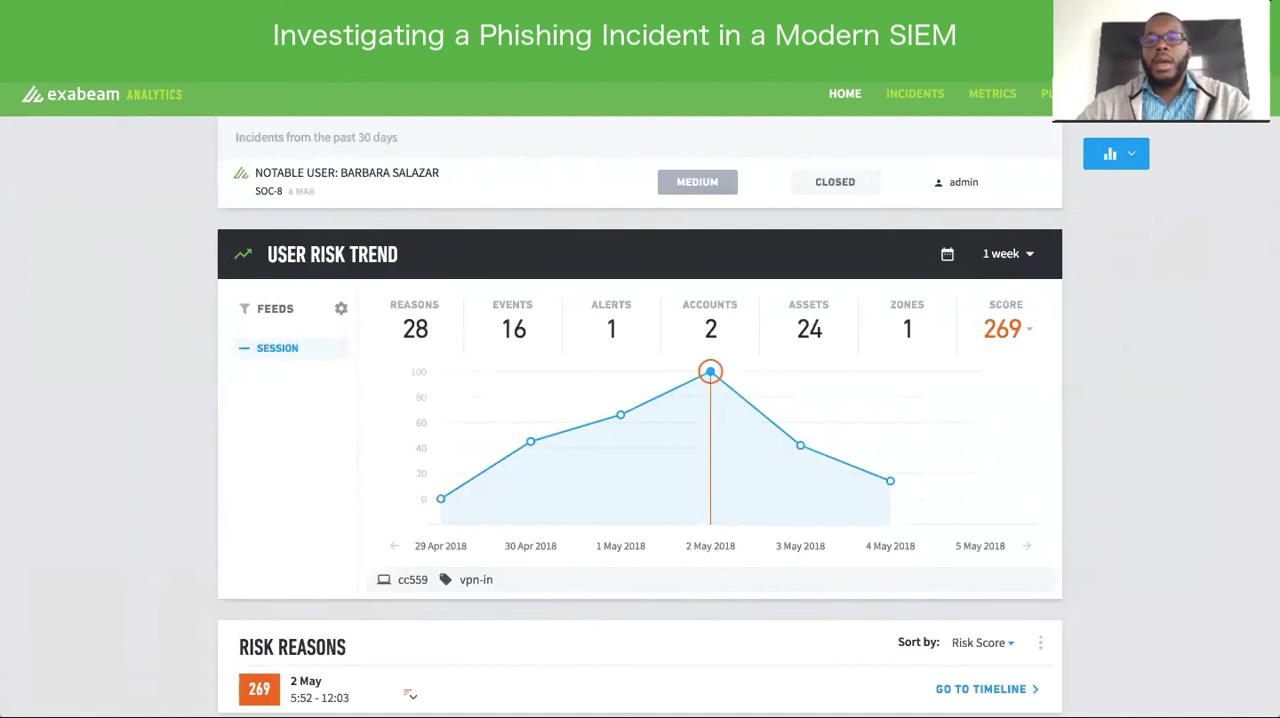 Investigating a Phishing Incident in a Modern SIEM
exabeam ANALYTICS
HOME INCIDENTS METRICS
Incidents from the past 30 days
NOTABLE USER: BARBARA SALAZAR
SOC-8 6 MAR
MEDIUM CLOSED admin
USER RISK TREND
1 week
FEEDS
SESSION
REASONS EVENTS ALERTS ACCOUNTS ASSETS ZONES SCORE
28 16 1 2 24 1 269
100
80
60
40
20
0
29 Apr 2018 30 Apr 2018 1 May 2018 2 May 2018 3 May 2018 4 May 2018 5 May 2018
cc559 vpn-in
RISK REASONS
Sort by: Risk Score
269 2 May
5:52 - 12:03
GO TO TIMELINE